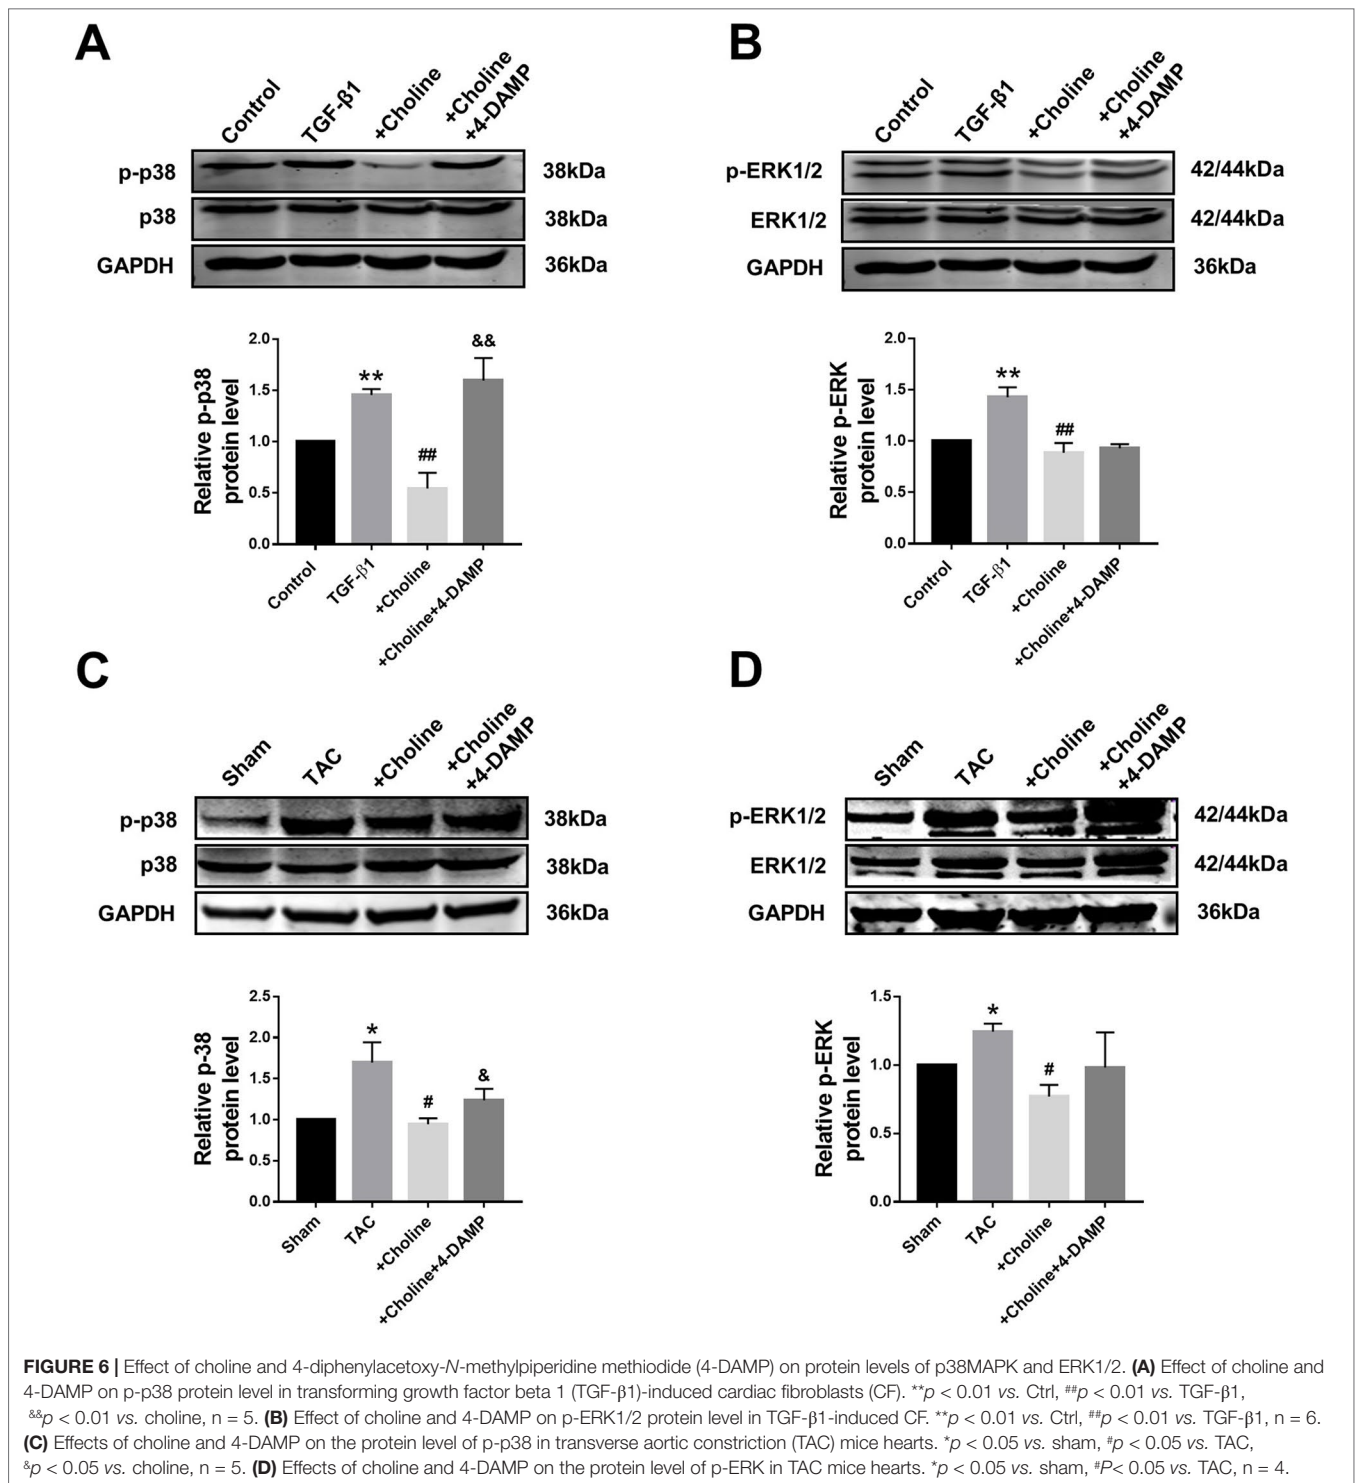 A
Control
TGF-β1
+Choline
+Choline
+4-DAMP
p-p38
38kDa
p38
38kDa
GAPDH
36kDa
2.0
1.5
1.0
0.5
0.0
Relative p-p38
protein level
**
##
&&
Control
TGF-β1
+Choline
+Choline+4-DAMP
B
Control
TGF-β1
+Choline
+Choline
+4-DAMP
p-ERK1/2
42/44kDa
ERK1/2
42/44kDa
GAPDH
36kDa
2.0
1.5
1.0
0.5
0.0
Relative p-ERK
protein level
**
##
Control
TGF-β1
+Choline
+Choline+4-DAMP
C
Sham
TAC
+Choline
+Choline
+4-DAMP
p-p38
38kDa
p38
38kDa
GAPDH
36kDa
2.5
2.0
1.5
1.0
0.5
0.0
Relative p-38
protein level
*
#
&
Sham
TAC
+Choline
+Choline+4-DAMP
D
Sham
TAC
+Choline
+Choline
+4-DAMP
p-ERK1/2
42/44kDa
ERK1/2
42/44kDa
GAPDH
36kDa
1.5
1.0
0.5
0.0
Relative p-ERK
protein level
*
#
Sham
TAC
+Choline
+Choline+4-DAMP
FIGURE 6 | Effect of choline and 4-diphenylacetoxy-N-methylpiperidine methiodide (4-DAMP) on protein levels of p38MAPK and ERK1/2. (A) Effect of choline and
4-DAMP on p-p38 protein level in transforming growth factor beta 1 (TGF-β1)-induced cardiac fibroblasts (CF). **p < 0.01 vs. Ctrl, ##p < 0.01 vs. TGF-β1,
&&p < 0.01 vs. choline, n = 5. (B) Effect of choline and 4-DAMP on p-ERK1/2 protein level in TGF-β1-induced CF. **p < 0.01 vs. Ctrl, ##p < 0.01 vs. TGF-β1, n = 6.
(C) Effects of choline and 4-DAMP on the protein level of p-p38 in transverse aortic constriction (TAC) mice hearts. *p < 0.05 vs. sham, #p < 0.05 vs. TAC,
&p < 0.05 vs. choline, n = 5. (D) Effects of choline and 4-DAMP on the protein level of p-ERK in TAC mice hearts. *p < 0.05 vs. sham, #P< 0.05 vs. TAC, n = 4.